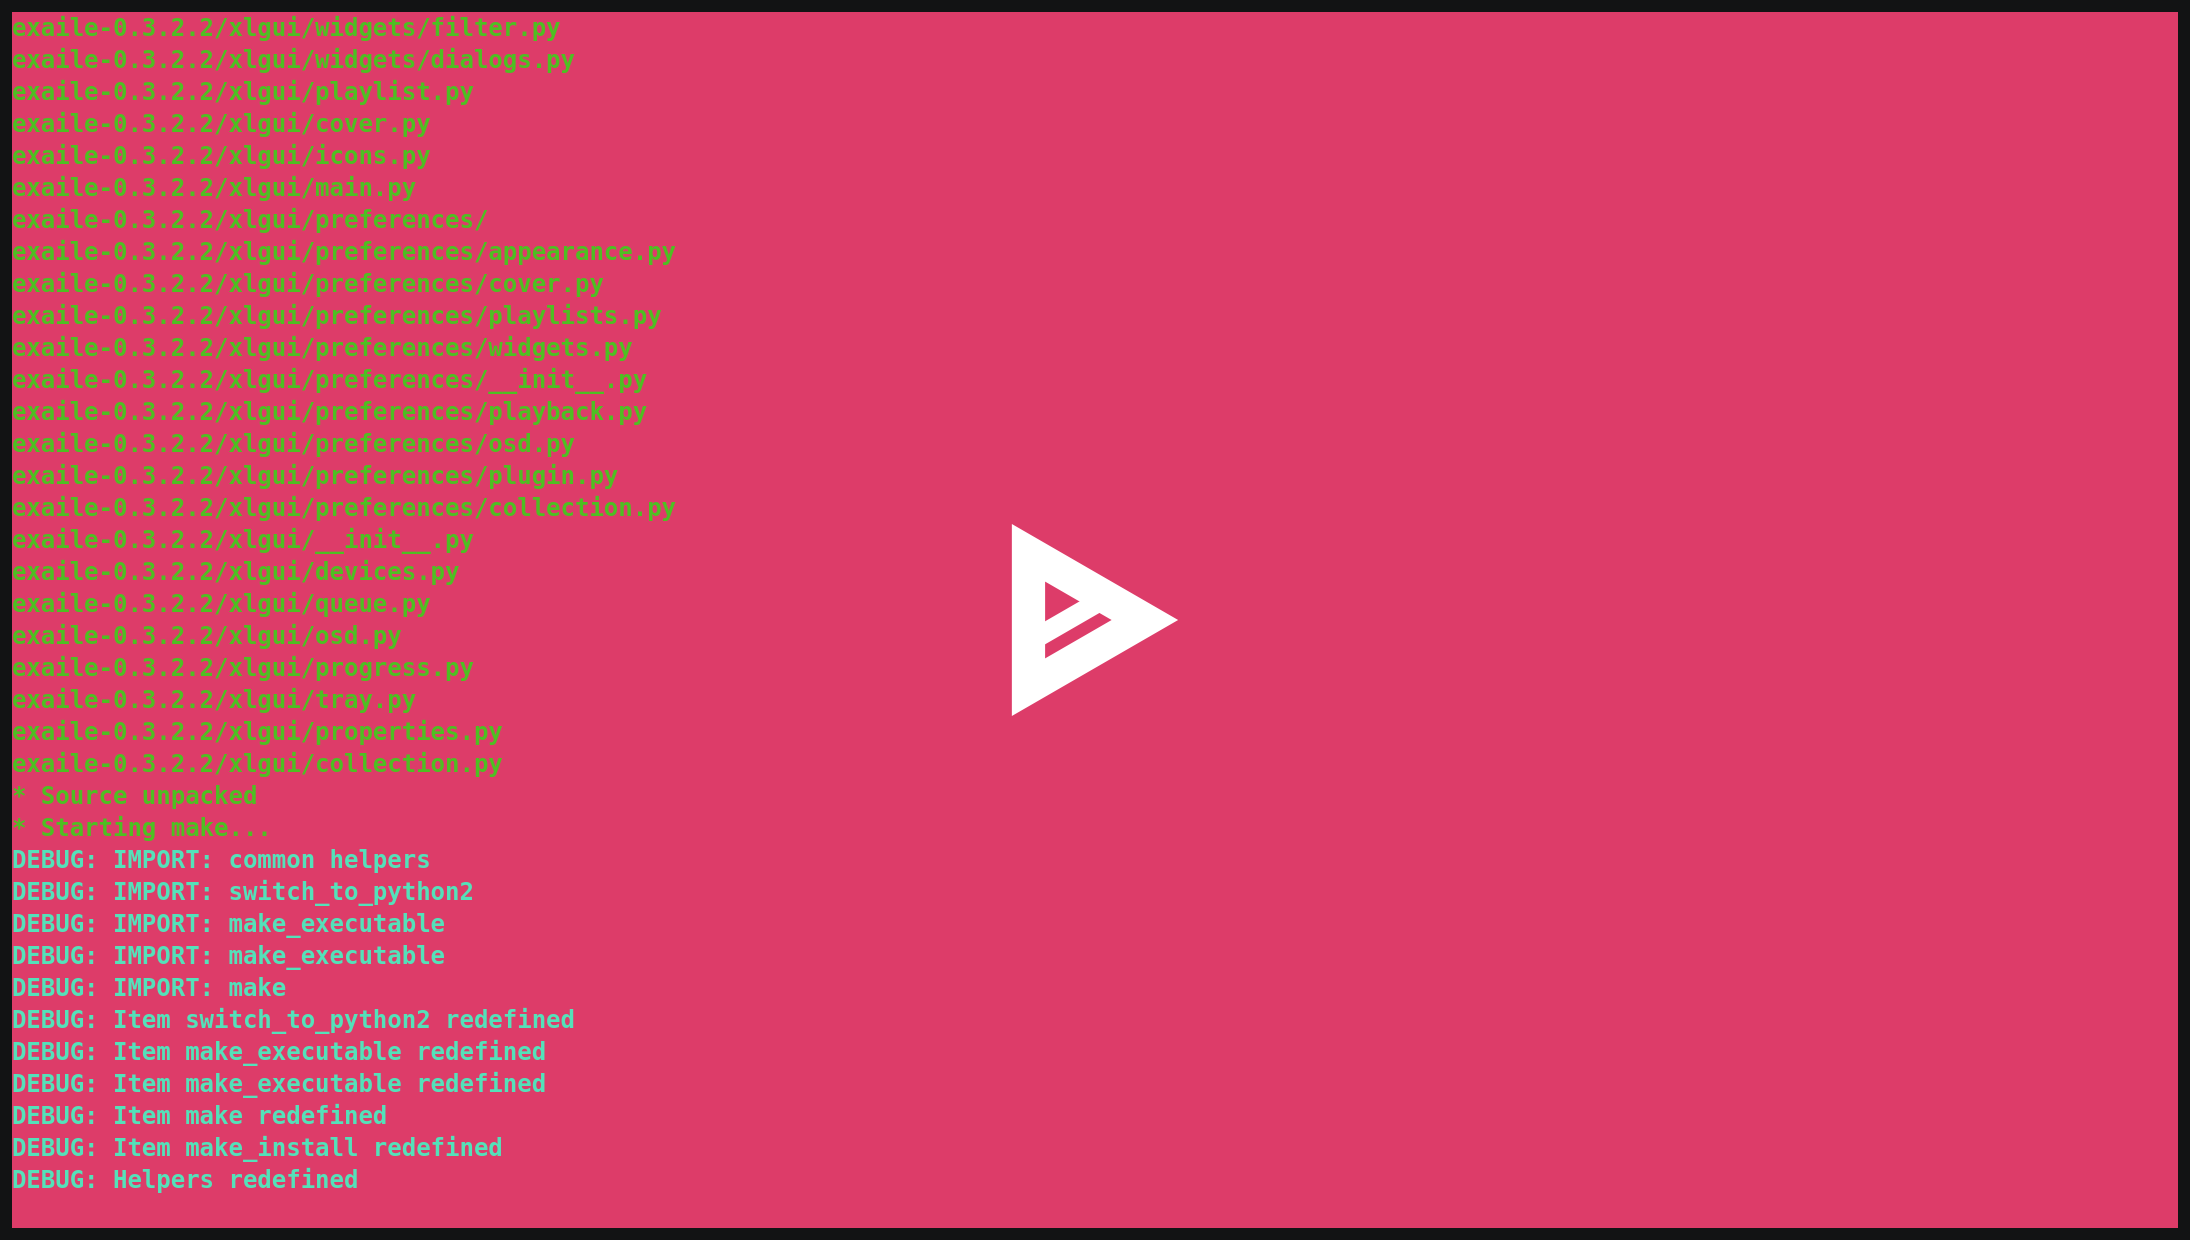 exaile-0.3.2.2/xlgui/widgets/filter.py
exaile-0.3.2.2/xlgui/widgets/dialogs.py
exaile-0.3.2.2/xlgui/playlist.py
exaile-0.3.2.2/xlgui/cover.py
exaile-0.3.2.2/xlgui/icons.py
exaile-0.3.2.2/xlgui/main.py
exaile-0.3.2.2/xlgui/preferences/
exaile-0.3.2.2/xlgui/preferences/appearance.py
exaile-0.3.2.2/xlgui/preferences/cover.py
exaile-0.3.2.2/xlgui/preferences/playlists.py
exaile-0.3.2.2/xlgui/preferences/widgets.py
exaile-0.3.2.2/xlgui/preferences/__init__.py
exaile-0.3.2.2/xlgui/preferences/playback.py
exaile-0.3.2.2/xlgui/preferences/osd.py
exaile-0.3.2.2/xlgui/preferences/plugin.py
exaile-0.3.2.2/xlgui/preferences/collection.py
exaile-0.3.2.2/xlgui/__init__.py
exaile-0.3.2.2/xlgui/devices.py
exaile-0.3.2.2/xlgui/queue.py
exaile-0.3.2.2/xlgui/osd.py
exaile-0.3.2.2/xlgui/progress.py
exaile-0.3.2.2/xlgui/tray.py
exaile-0.3.2.2/xlgui/properties.py
exaile-0.3.2.2/xlgui/collection.py
* Source unpacked
* Starting make...
DEBUG: IMPORT: common helpers
DEBUG: IMPORT: switch_to_python2
DEBUG: IMPORT: make_executable
DEBUG: IMPORT: make_executable
DEBUG: IMPORT: make
DEBUG: Item switch_to_python2 redefined
DEBUG: Item make_executable redefined
DEBUG: Item make_executable redefined
DEBUG: Item make redefined
DEBUG: Item make_install redefined
DEBUG: Helpers redefined